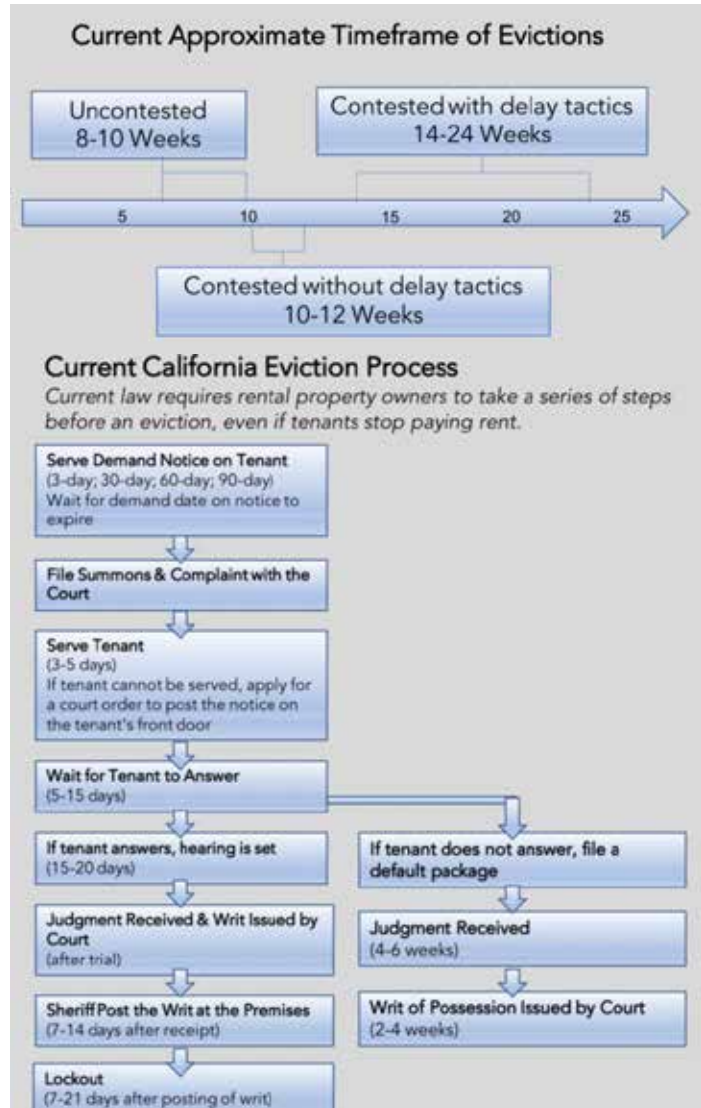 Current Approximate Timeframe of Evictions
Uncontested
8-10 Weeks
Contested with delay tactics
14-24 Weeks
5
10
15
20
25
Contested without delay tactics
10-12 Weeks
Current California Eviction Process
Current law requires rental property owners to take a series of steps
before an eviction, even if tenants stop paying rent.
Serve Demand Notice on Tenant
(3-day; 30-day; 60-day; 90-day)
Wait for demand date on notice to
expire
File Summons & Complaint with the
Court
Serve Tenant
(3-5 days)
If tenant cannot be served, apply for
a court order to post the notice on
the tenant's front door
Wait for Tenant to Answer
(5-15 days)
If tenant answers, hearing is set
(15-20 days)
Judgment Received & Writ Issued by
Court
(after trial)
Sheriff Post the Writ at the Premises
(7-14 days after receipt)
Lockout
(7-21 days after posting of writ)
If tenant does not answer, file a
default package
Judgment Received
(4-6 weeks)
Writ of Possession Issued by Court
(2-4 weeks)